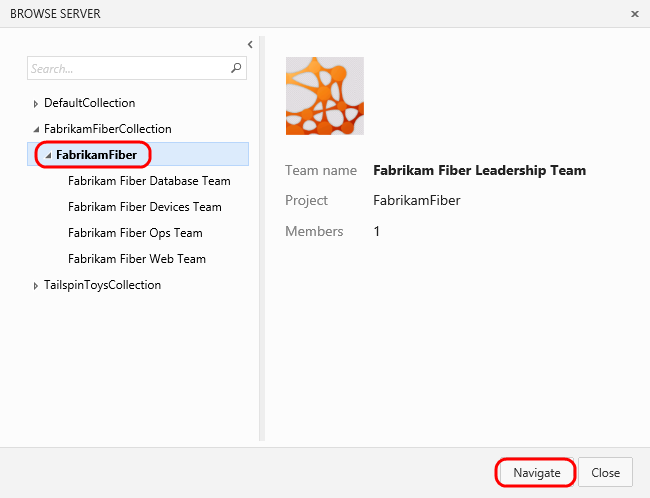 BROWSE SERVER
Search...
DefaultCollection
FabrikamFiberCollection
FabrikamFiber
Fabrikam Fiber Database Team
Fabrikam Fiber Devices Team
Fabrikam Fiber Ops Team
Fabrikam Fiber Web Team
TailspinToysCollection
Team name Fabrikam Fiber Leadership Team
Project FabrikamFiber
Members 1
Navigate Close